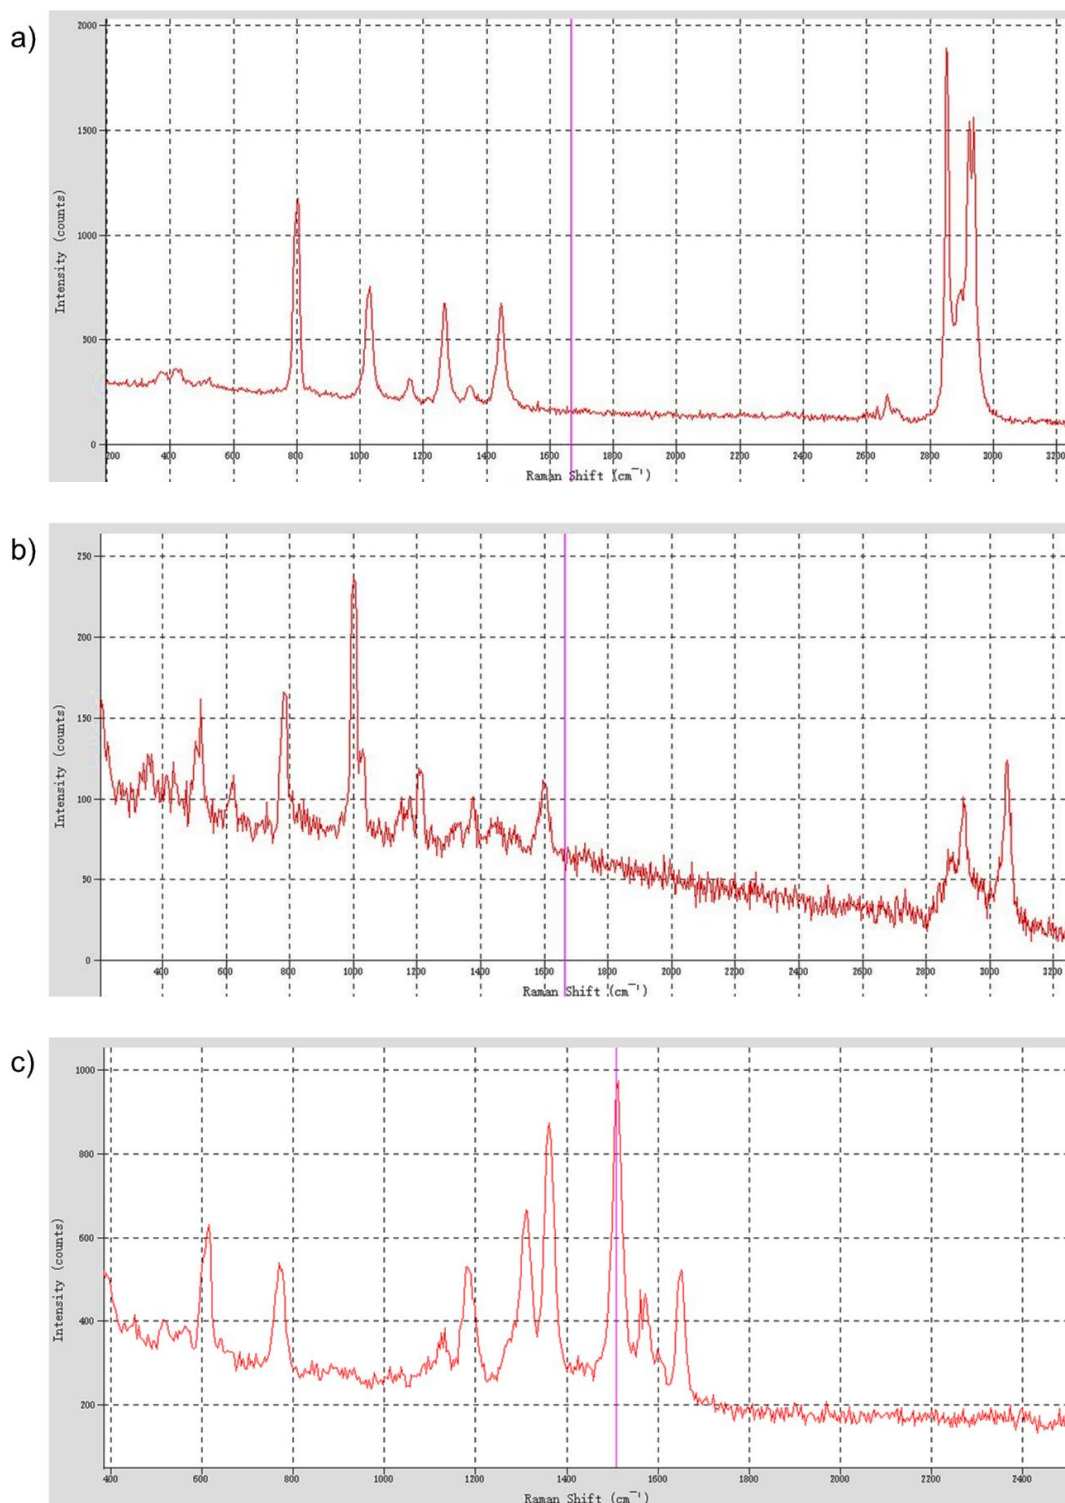 a)
2000
1500
1000
500
0
Intensity (counts)
200 400 600 800 1000 1200 1400 1600 1800 2000 2200 2400 2600 2800 3000 3200
Raman Shift (cm⁻¹)
b)
250
200
150
100
50
0
Intensity (counts)
400 600 800 1000 1200 1400 1600 1800 2000 2200 2400 2600 2800 3000 3200
Raman Shift (cm⁻¹)
c)
1000
800
600
400
200
Intensity (counts)
400 600 800 1000 1200 1400 1600 1800 2000 2200 2400
Raman Shift (cm⁻¹)